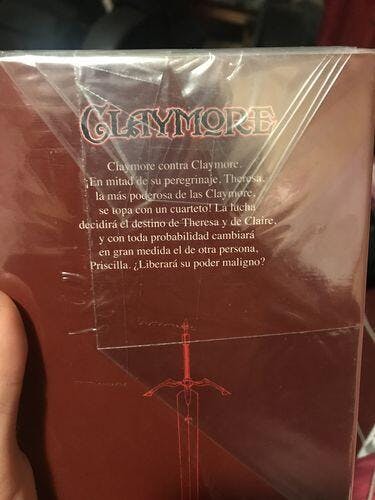 CLAYMORE
Claymore contra Claymore.
¡En mitad de su peregrinaje, Theresa,
la más poderosa de las Claymore,
se topa con un cuarteto! La lucha
decidirá el destino de Theresa y de Claire,
y con toda probabilidad cambiará
en gran medida el de otra persona,
Priscilla. ¿Liberará su poder maligno?